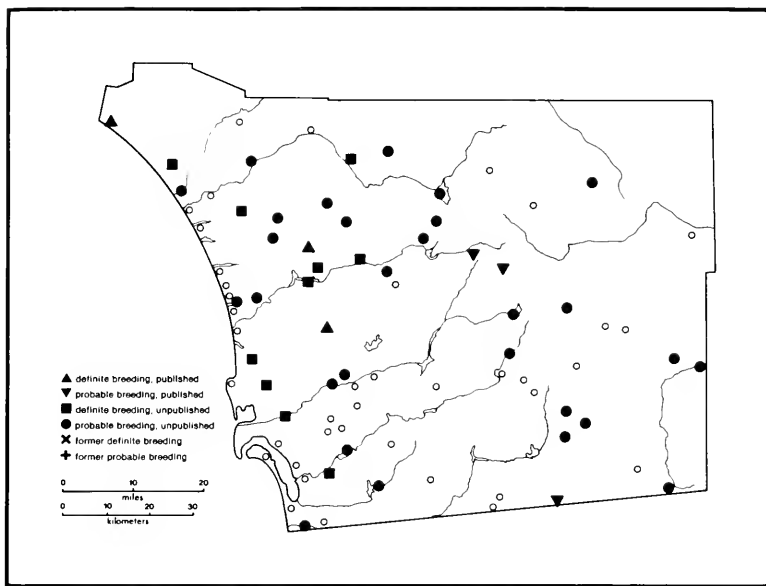 definite breeding, published
probable breeding, published
definite breeding, unpublished
probable breeding, unpublished
former definite breeding
former probable breeding
0 10 20
miles
0 10 20 30
kilometers